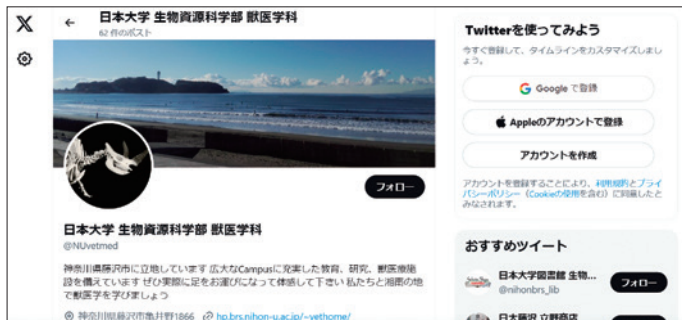 日本大学 生物資源科学部 獣医学科
62 件のポスト
フォロー
日本大学 生物資源科学部 獣医学科
@NUvetmed
神奈川県藤沢市に立地しています 広大なCampusに充実した教育、研究、獣医療施
設を備えています ぜひ実際に足をお運びになって体感して下さい 私たちと湘南の地
で獣医学を学びましょう
神奈川県藤沢市亀井野1866 hp.brs.nihon-u.ac.jp/~vethome/
Twitterを使ってみよう
今すぐ登録して、タイムラインをカスタマイズしまし
ょう。
Google で登録
Appleのアカウントで登録
アカウントを作成
アカウントを登録することにより、利用規約とプライ
バシーポリシー（Cookieの使用を含む）に同意したと
みなされます。
おすすめツイート
日本大学図書館 生物...
@nihonbrs_lib
フォロー
日大藤沢 立野商店